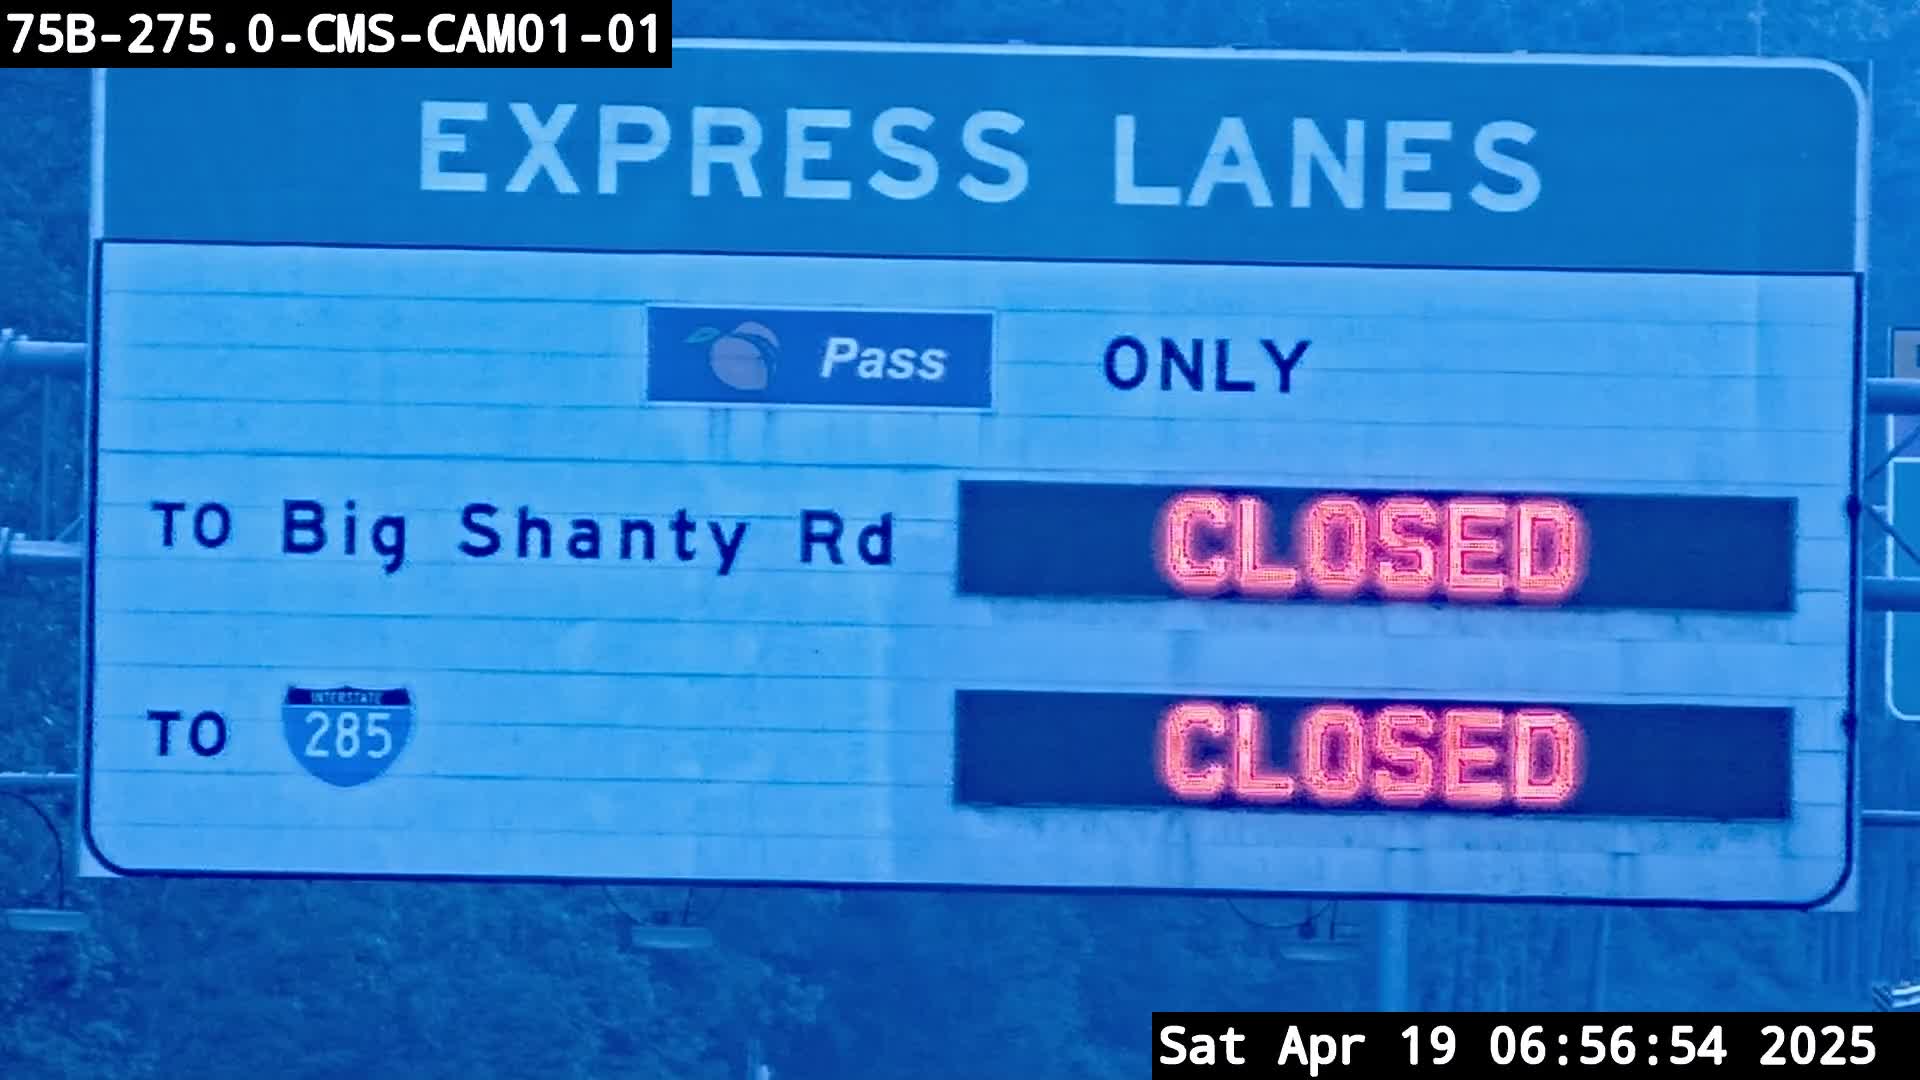 75B-275.0-CMS-CAM01-01
EXPRESS LANES
Pass ONLY
TO Big Shanty Rd CLOSED
TO INTERSTATE 285 CLOSED
Sat Apr 19 06:56:54 2025